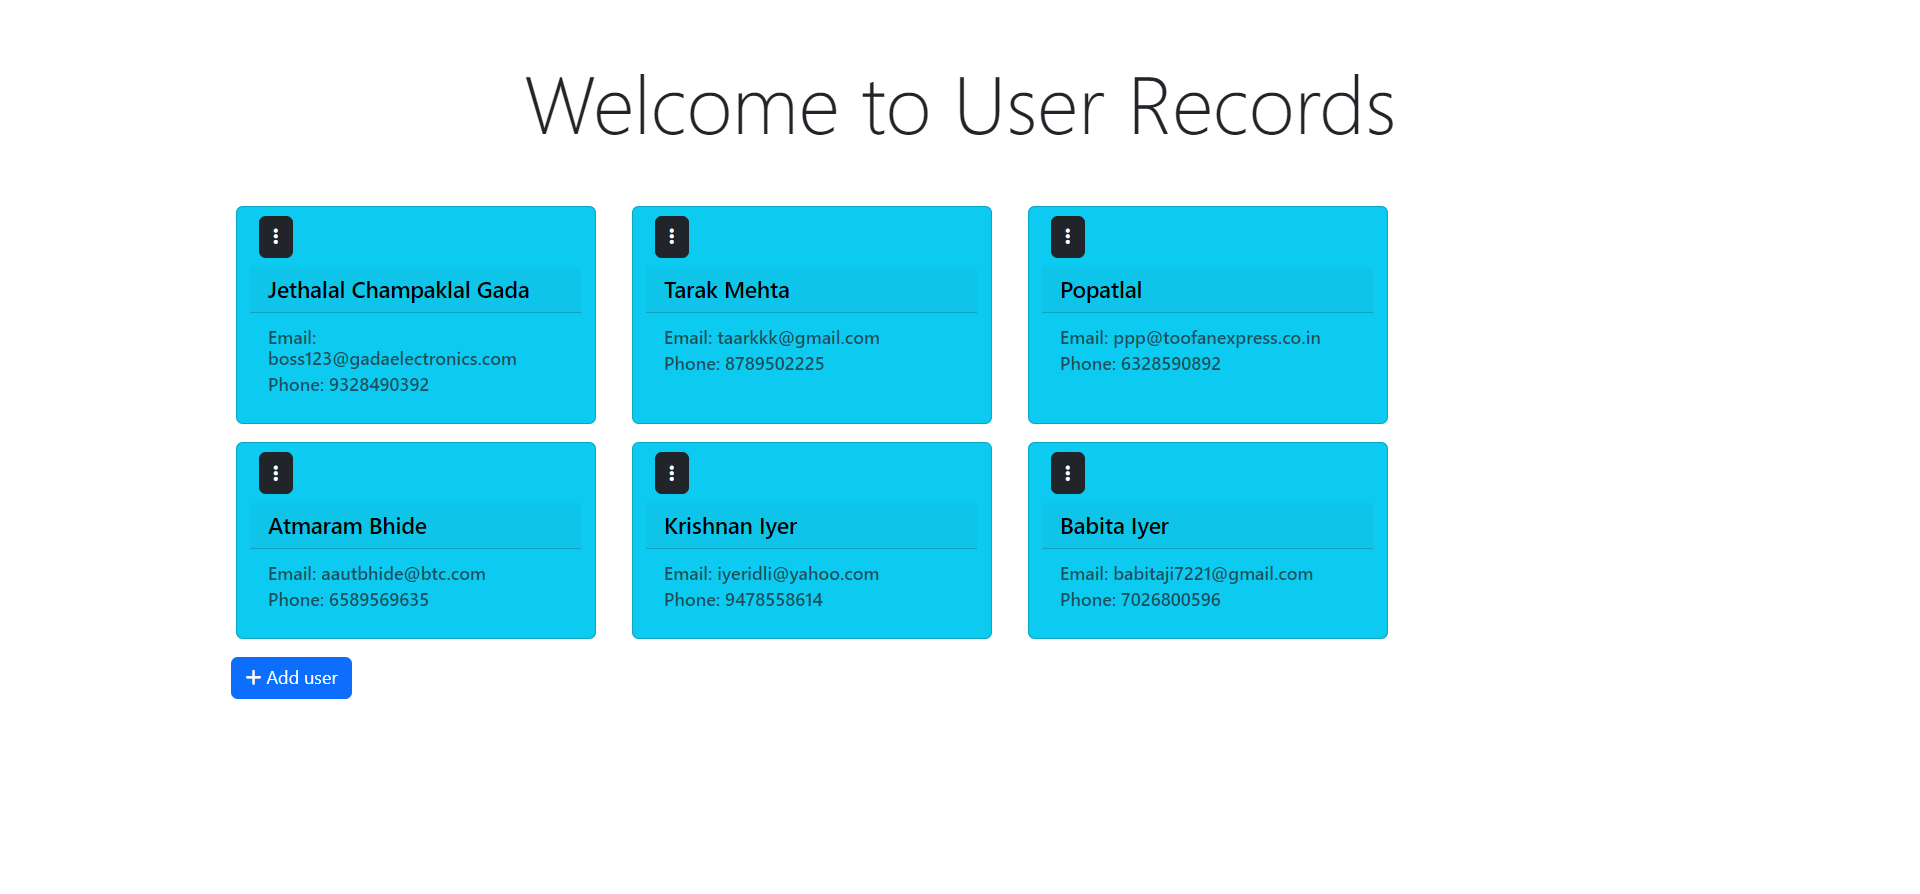 Welcome to User Records
Jethalal Champaklal Gada
Email:
boss123@gadaelectronics.com
Phone: 9328490392
Tarak Mehta
Email: taarkkk@gmail.com
Phone: 8789502225
Popatlal
Email: ppp@toofanexpress.co.in
Phone: 6328590892
Atmaram Bhide
Email: aautbhide@btc.com
Phone: 6589569635
Krishnan Iyer
Email: iyeridli@yahoo.com
Phone: 9478558614
Babita Iyer
Email: babitaji7221@gmail.com
Phone: 7026800596
Add user